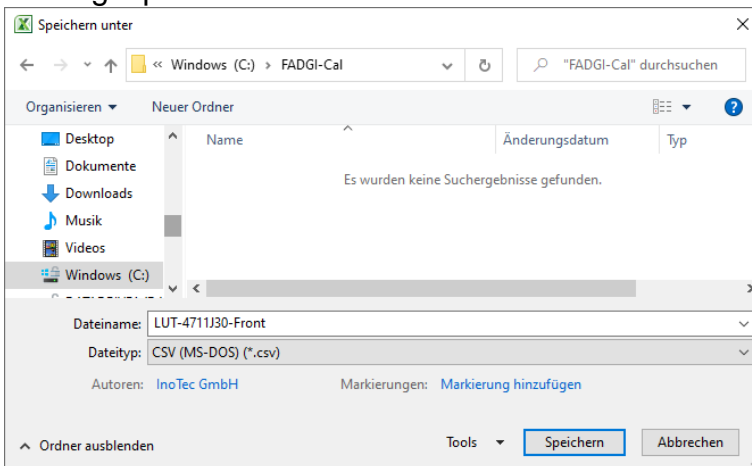 Speichern unter
« Windows (C:) › FADGI-Cal
"FADGI-Cal" durchsuchen
Organisieren Neuer Ordner
Desktop
Dokumente
Downloads
Musik
Videos
Windows (C:)
Name Änderungsdatum Typ
Es wurden keine Suchergebnisse gefunden.
Dateiname: LUT-4711J30-Front
Dateityp: CSV (MS-DOS) (*.csv)
Autoren: InoTec GmbH Markierungen: Markierung hinzufügen
Ordner ausblenden Tools Speichern Abbrechen